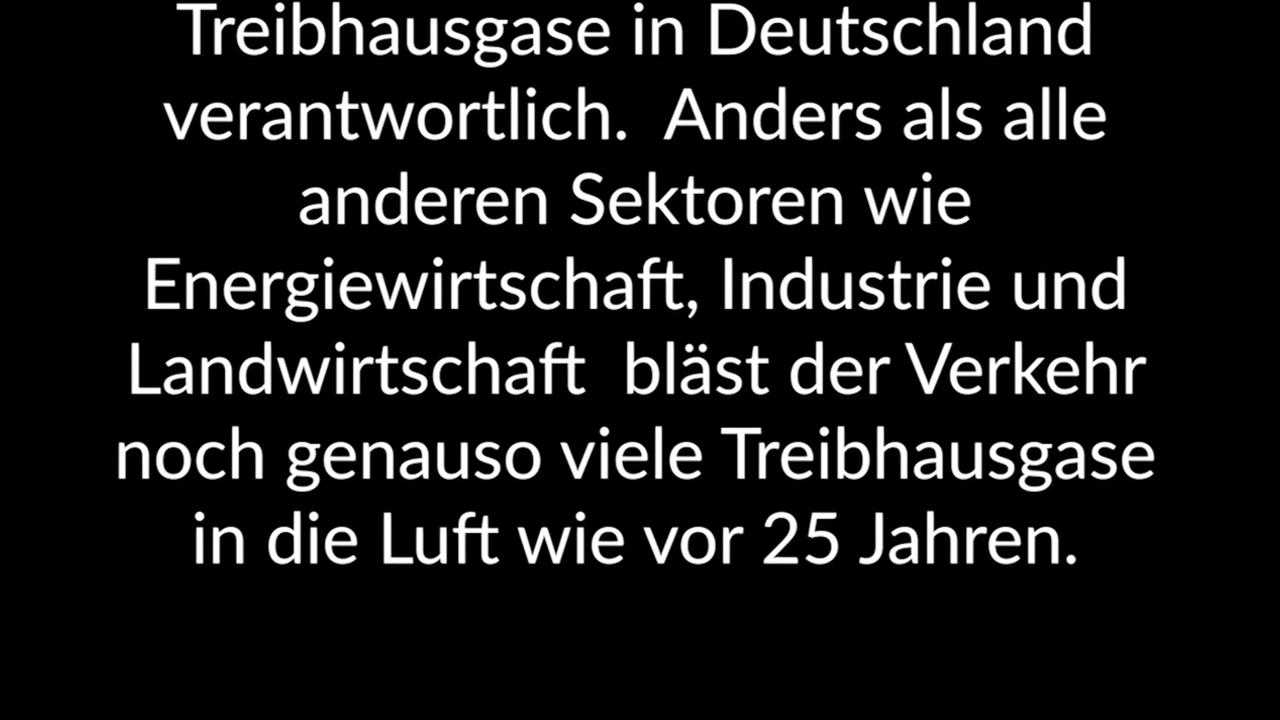 Treibhausgase in Deutschland
verantwortlich.  Anders als alle
anderen Sektoren wie
Energiewirtschaft, Industrie und
Landwirtschaft  bläst der Verkehr
noch genauso viele Treibhausgase
in die Luft wie vor 25 Jahren.